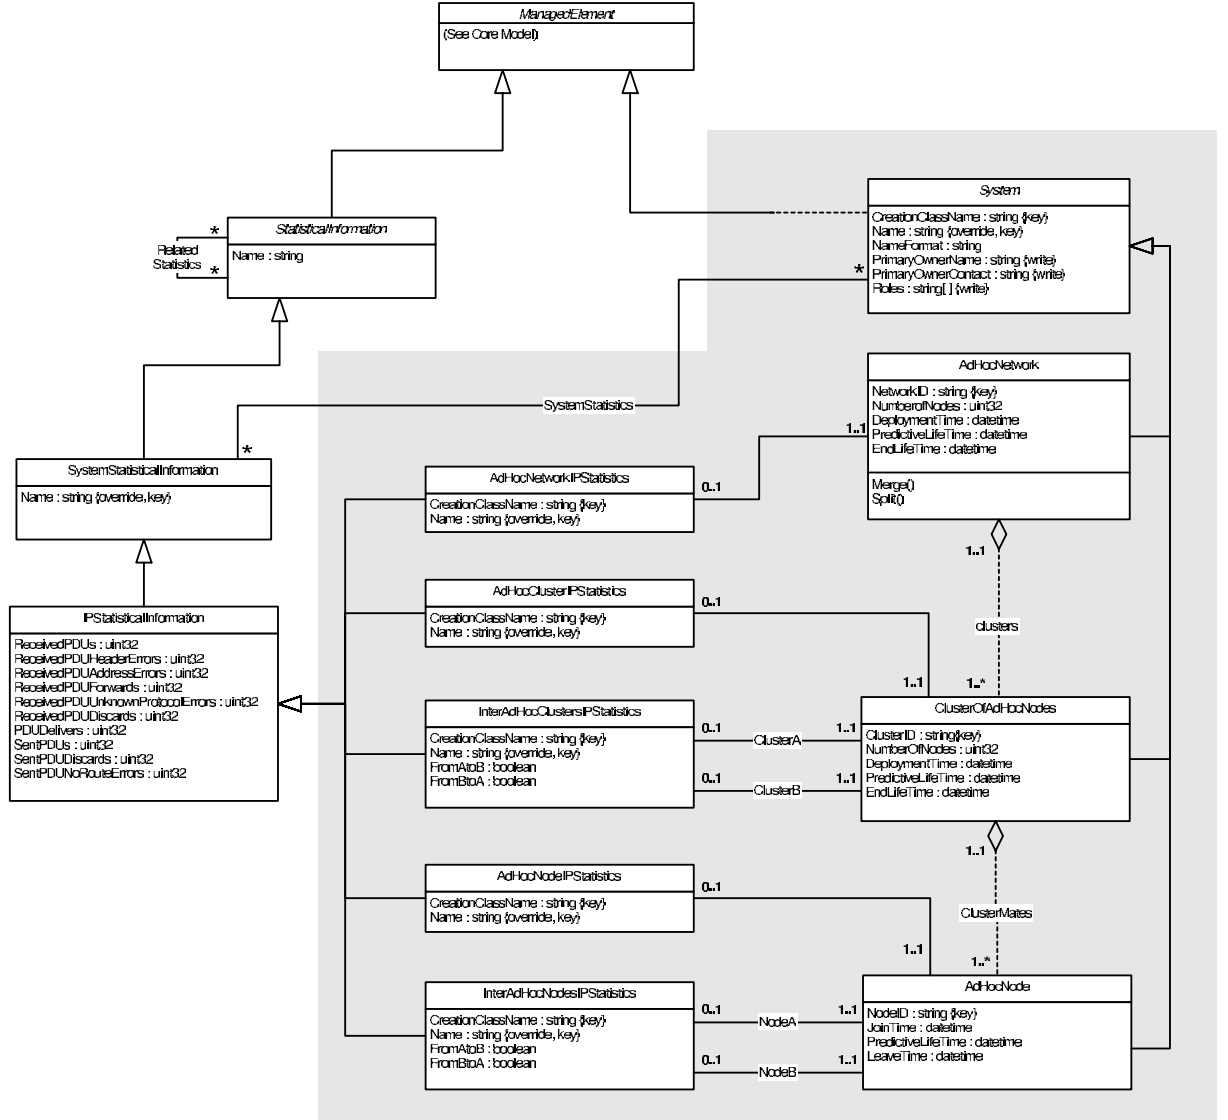 ManagedElement
(See Core Model)
System
CreationClassName : string {key}
Name : string {override, key}
NameFormat : string
PrimaryOwnerName : string {write}
PrimaryOwnerContact : string {write}
Roles : string[ ] {write}
*
StatisticalInformation
Name : string
*
Related
Statistics
*
SystemStatistics
*
AdHocNetwork
NetworkID : string {key}
NumberofNodes : uint32
DeploymentTime : datetime
PredictiveLifeTime : datetime
EndLifeTime : datetime
Merge()
Split()
1..1
SystemStatisticalInformation
Name : string {override, key}
AdHocNetworkIPStatistics
CreationClassName : string {key}
Name : string {override, key}
0..1
1..1
clusters
1..*
AdHocClusterIPStatistics
CreationClassName : string {key}
Name : string {override, key}
0..1
1..1
IPStatisticalInformation
ReceivedPDUs : uint32
ReceivedPDUHeaderErrors : uint32
ReceivedPDUAddressErrors : uint32
ReceivedPDUForwards : uint32
ReceivedPDUUnknownProtocolErrors : uint32
ReceivedPDUDiscards : uint32
PDUDelivers : uint32
SentPDUs : uint32
SentPDUDiscards : uint32
SentPDUNoRouteErrors : uint32
InterAdHocClustersIPStatistics
CreationClassName : string {key}
Name : string {override, key}
FromAtoB : boolean
FromBtoA : boolean
0..1
ClusterA
1..1
0..1
ClusterB
1..1
ClusterOfAdHocNodes
ClusterID : string{key}
NumberOfNodes : uint32
DeploymentTime : datetime
PredictiveLifeTime : datetime
EndLifeTime : datetime
1..1
ClusterMates
1..*
AdHocNodeIPStatistics
CreationClassName : string {key}
Name : string {override, key}
0..1
1..1
InterAdHocNodesIPStatistics
CreationClassName : string {key}
Name : string {override, key}
FromAtoB : boolean
FromBtoA : boolean
0..1
NodeA
1..1
0..1
NodeB
1..1
AdHocNode
NodeID : string {key}
JoinTime : datetime
PredictiveLifeTime : datetime
LeaveTime : datetime